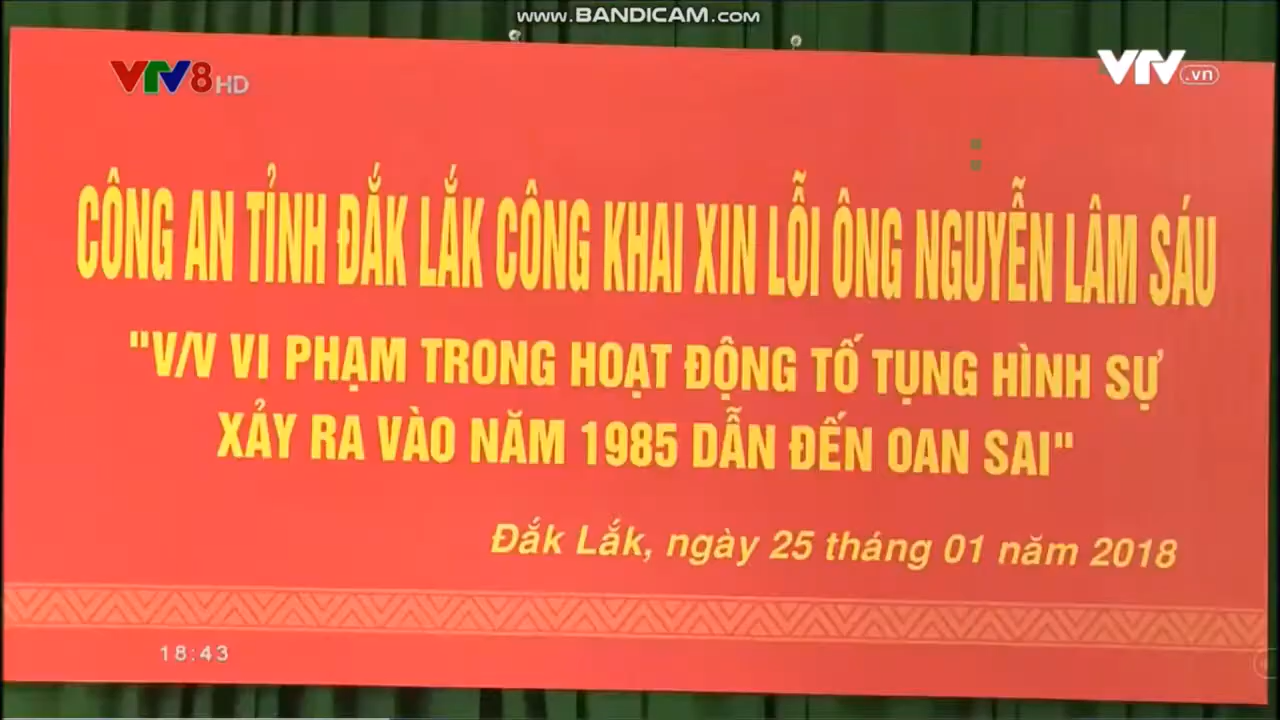 www.BANDICAM.com
VTV8 HD
VTV.vn
CÔNG AN TỈNH ĐẮK LẮK CÔNG KHAI XIN LỖI ÔNG NGUYỄN LÂM SÁU
"V/V VI PHẠM TRONG HOẠT ĐỘNG TỐ TỤNG HÌNH SỰ
XẢY RA VÀO NĂM 1985 DẪN ĐẾN OAN SAI"
Đắk Lắk, ngày 25 tháng 01 năm 2018
18:43